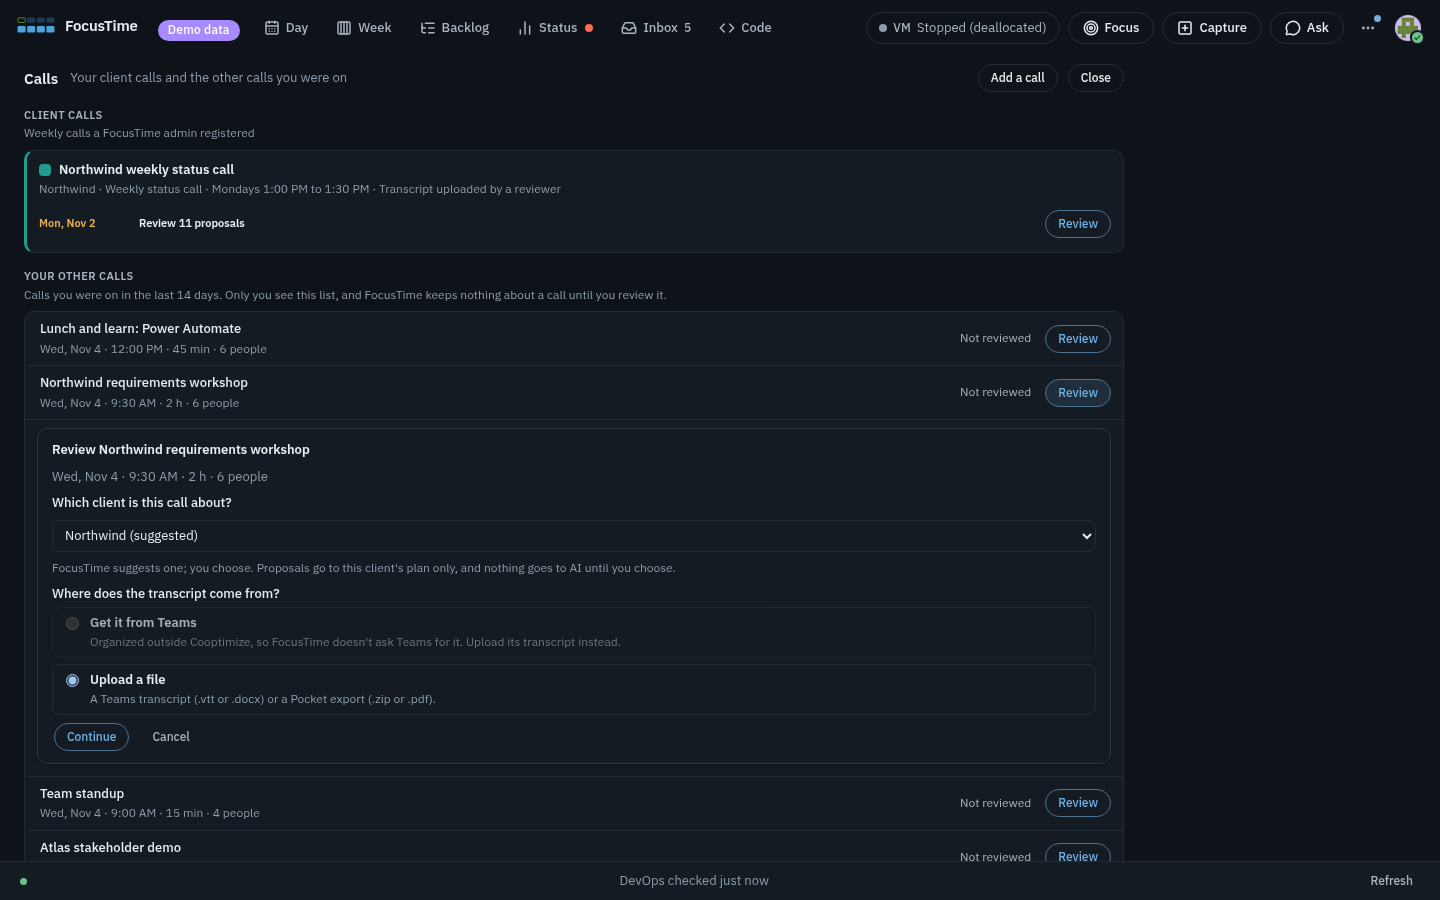 FocusTime
Demo data
Day
Week
Backlog
Status
Inbox 5
Code
VM Stopped (deallocated)
Focus
Capture
Ask
Calls Your client calls and the other calls you were on
Add a call
Close
CLIENT CALLS
Weekly calls a FocusTime admin registered
Northwind weekly status call
Northwind · Weekly status call · Mondays 1:00 PM to 1:30 PM · Transcript uploaded by a reviewer
Mon, Nov 2 Review 11 proposals Review
YOUR OTHER CALLS
Calls you were on in the last 14 days. Only you see this list, and FocusTime keeps nothing about a call until you review it.
Lunch and learn: Power Automate
Wed, Nov 4 · 12:00 PM · 45 min · 6 people
Not reviewed Review
Northwind requirements workshop
Wed, Nov 4 · 9:30 AM · 2 h · 6 people
Not reviewed Review
Review Northwind requirements workshop
Wed, Nov 4 · 9:30 AM · 2 h · 6 people
Which client is this call about?
Northwind (suggested)
FocusTime suggests one; you choose. Proposals go to this client's plan only, and nothing goes to AI until you choose.
Where does the transcript come from?
Get it from Teams
Organized outside Cooptimize, so FocusTime doesn't ask Teams for it. Upload its transcript instead.
Upload a file
A Teams transcript (.vtt or .docx) or a Pocket export (.zip or .pdf).
Continue Cancel
Team standup
Wed, Nov 4 · 9:00 AM · 15 min · 4 people
Not reviewed Review
Atlas stakeholder demo
Not reviewed Review
DevOps checked just now
Refresh